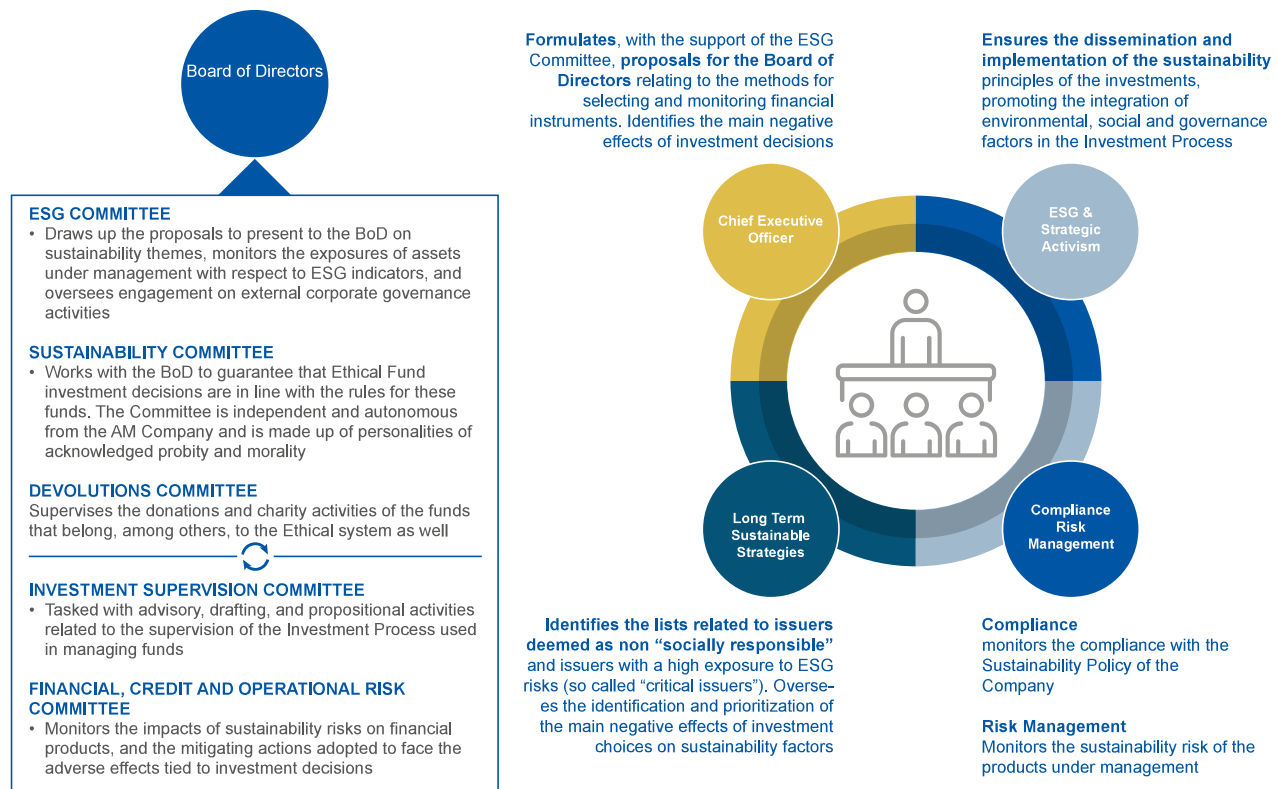 Board of Directors
ESG COMMITTEE
• Draws up the proposals to present to the BoD on
sustainability themes, monitors the exposures of assets
under management with respect to ESG indicators, and
oversees engagement on external corporate governance
activities
SUSTAINABILITY COMMITTEE
• Works with the BoD to guarantee that Ethical Fund
investment decisions are in line with the rules for these
funds. The Committee is independent and autonomous
from the AM Company and is made up of personalities of
acknowledged probity and morality
DEVOLUTIONS COMMITTEE
Supervises the donations and charity activities of the funds
that belong, among others, to the Ethical system as well
INVESTMENT SUPERVISION COMMITTEE
• Tasked with advisory, drafting, and propositional activities
related to the supervision of the Investment Process used
in managing funds
FINANCIAL, CREDIT AND OPERATIONAL RISK
COMMITTEE
• Monitors the impacts of sustainability risks on financial
products, and the mitigating actions adopted to face the
adverse effects tied to investment decisions
Formulates, with the support of the ESG
Committee, proposals for the Board of
Directors relating to the methods for
selecting and monitoring financial
instruments. Identifies the main negative
effects of investment decisions
Chief Executive
Officer
Ensures the dissemination and
implementation of the sustainability
principles of the investments,
promoting the integration of
environmental, social and governance
factors in the Investment Process
ESG &
Strategic
Activism
Long Term
Sustainable
Strategies
Identifies the lists related to issuers
deemed as non “socially responsible”
and issuers with a high exposure to ESG
risks (so called “critical issuers”). Overse-
es the identification and prioritization of
the main negative effects of investment
choices on sustainability factors
Compliance
Risk
Management
Compliance
monitors the compliance with the
Sustainability Policy of the
Company
Risk Management
Monitors the sustainability risk of the
products under management